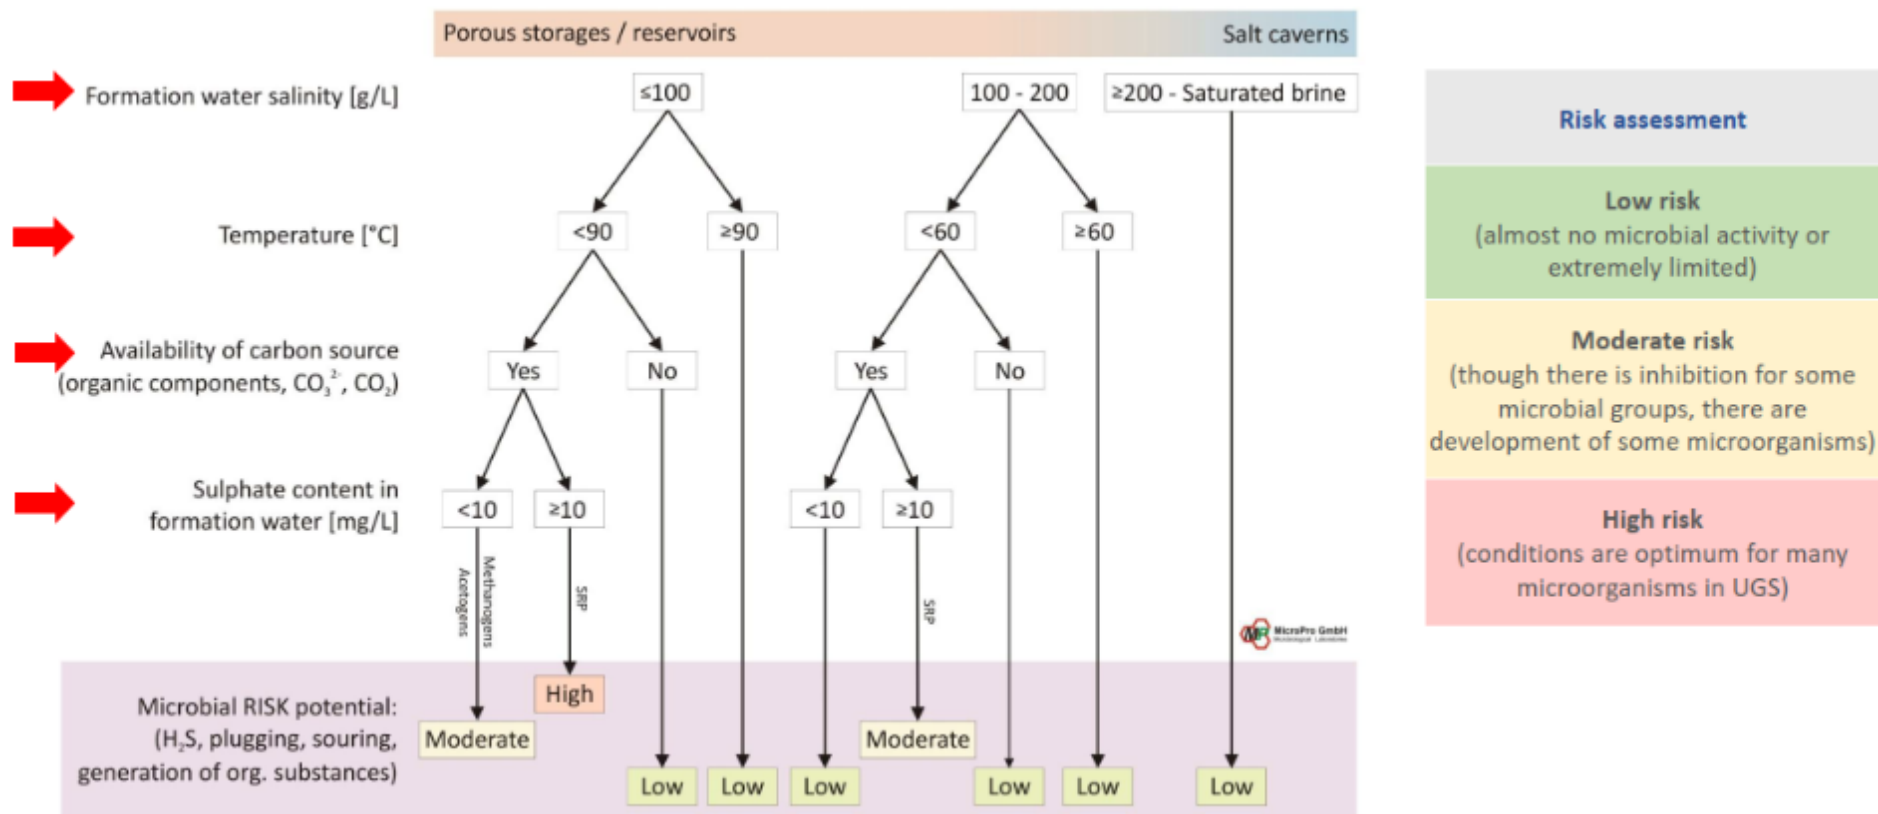 Porous storages / reservoirs
Salt caverns
Formation water salinity [g/L]
≤100
100 - 200
≥200 - Saturated brine
Temperature [°C]
<90
≥90
<60
≥60
Availability of carbon source
(organic components, CO₃²⁻, CO₂)
Yes
No
Yes
No
Sulphate content in
formation water [mg/L]
<10
≥10
<10
≥10
Methanogens
Acetogens
SRP
SRP
MicroPro GmbH
Microbiological Laboratories
Microbial RISK potential:
(H₂S, plugging, souring,
generation of org. substances)
High
Moderate
Moderate
Low
Low
Low
Low
Low
Low
Risk assessment
Low risk
(almost no microbial activity or
extremely limited)
Moderate risk
(though there is inhibition for some
microbial groups, there are
development of some microorganisms)
High risk
(conditions are optimum for many
microorganisms in UGS)